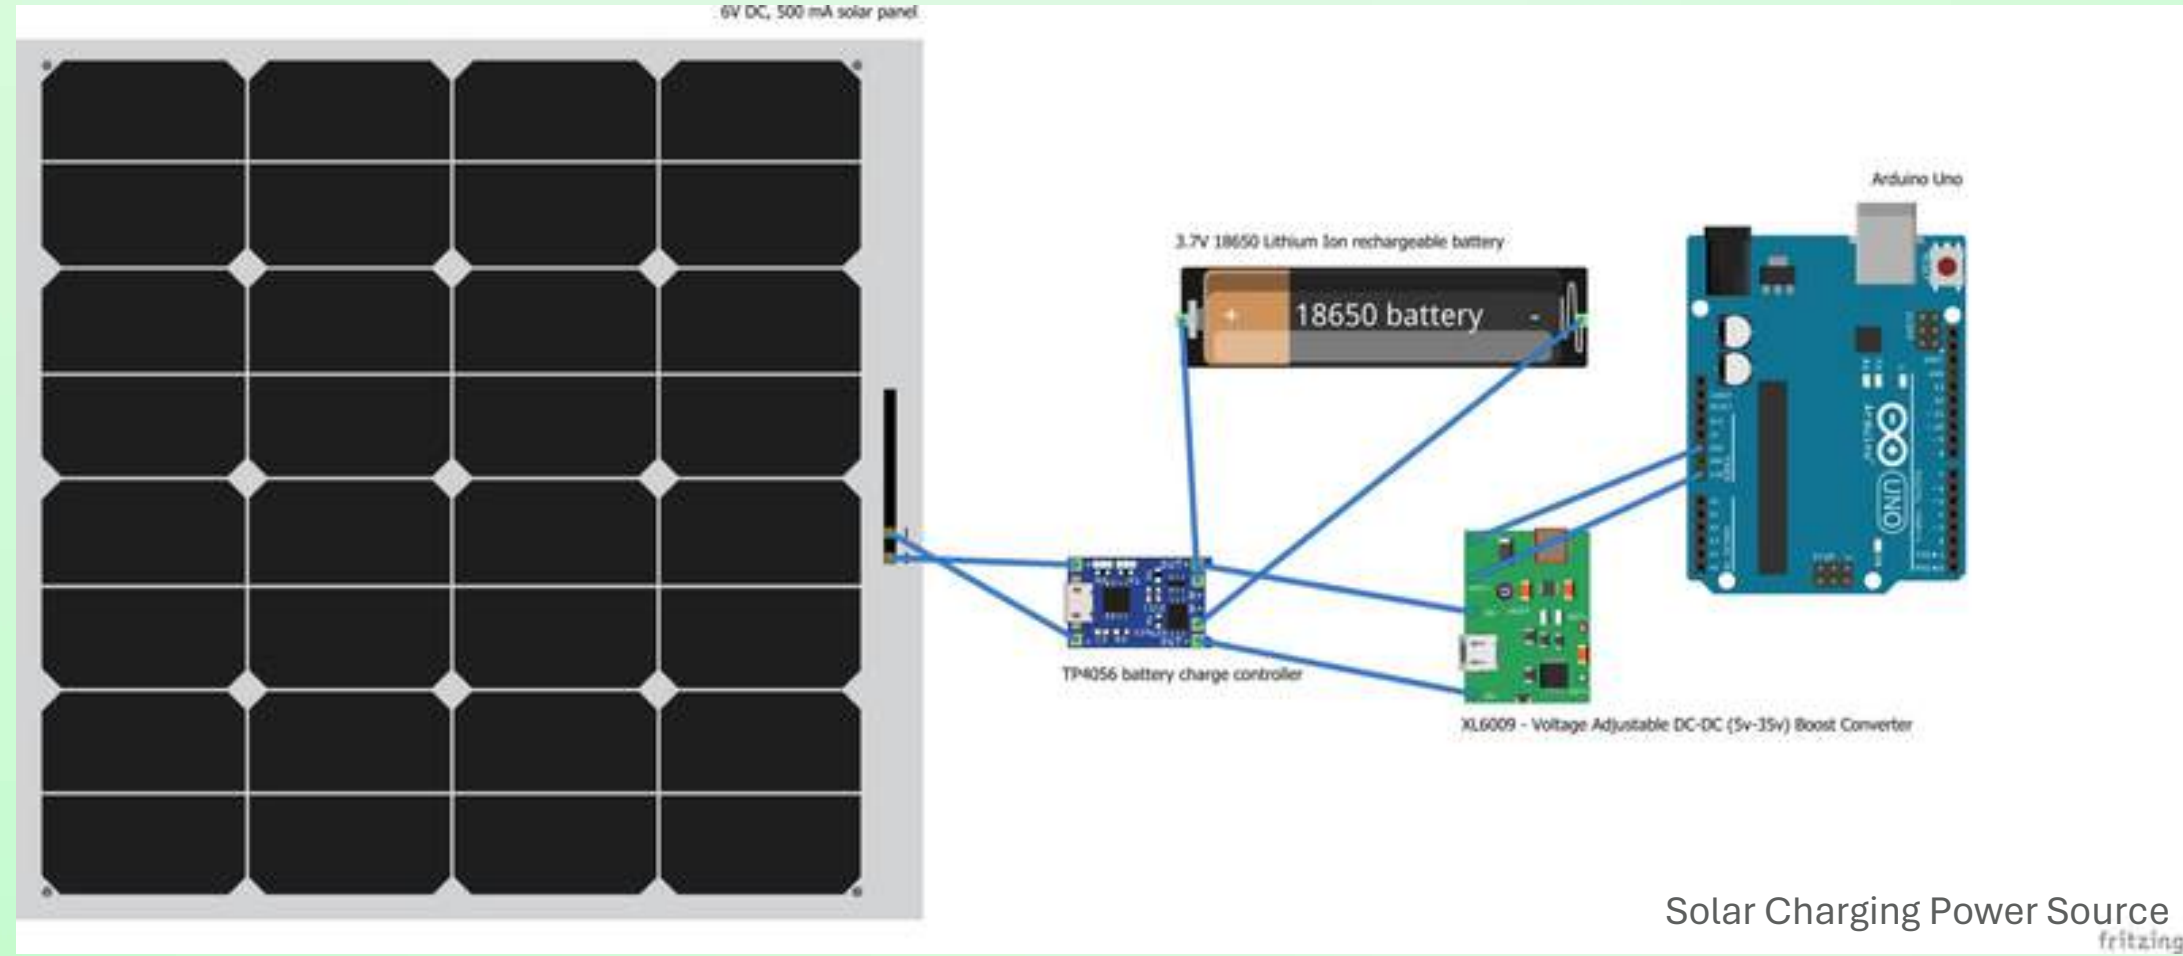 6V DC, 500 mA solar panel
Arduino Uno
3.7V 18650 Lithium Ion rechargeable battery
+ 18650 battery -
UNO
TP4056 battery charge controller
XL6009 - Voltage Adjustable DC-DC (5v-35v) Boost Converter
Solar Charging Power Source
fritzing